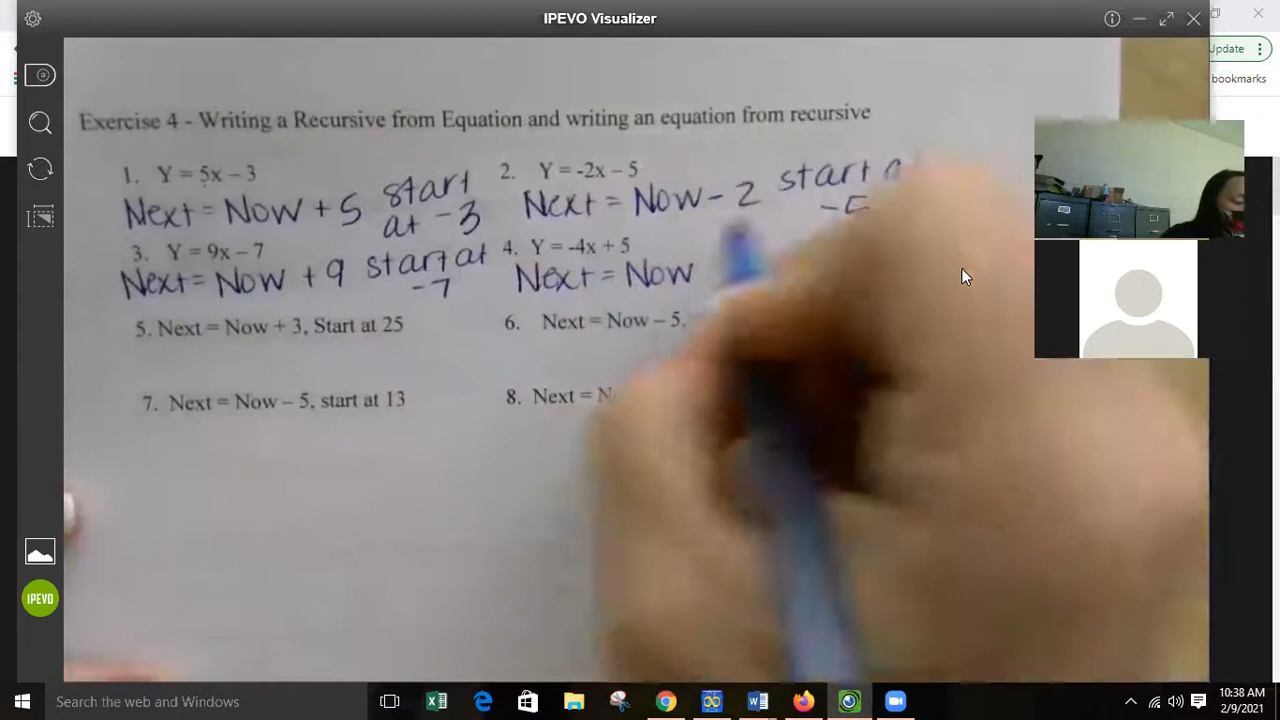 IPEVO Visualizer
Update
bookmarks
Exercise 4 - Writing a Recursive from Equation and writing an equation from recursive
1. Y = 5x – 3
Next = Now + 5 start at -3
2. Y = -2x – 5
Next = Now - 2 start
-5
3. Y = 9x – 7
Next = Now + 9 start at -7
4. Y = -4x + 5
Next = Now
5. Next = Now + 3, Start at 25
6. Next = Now – 5,
7. Next = Now – 5, start at 13
8. Next = N
IPEVO
Search the web and Windows
10:38 AM
2/9/2021